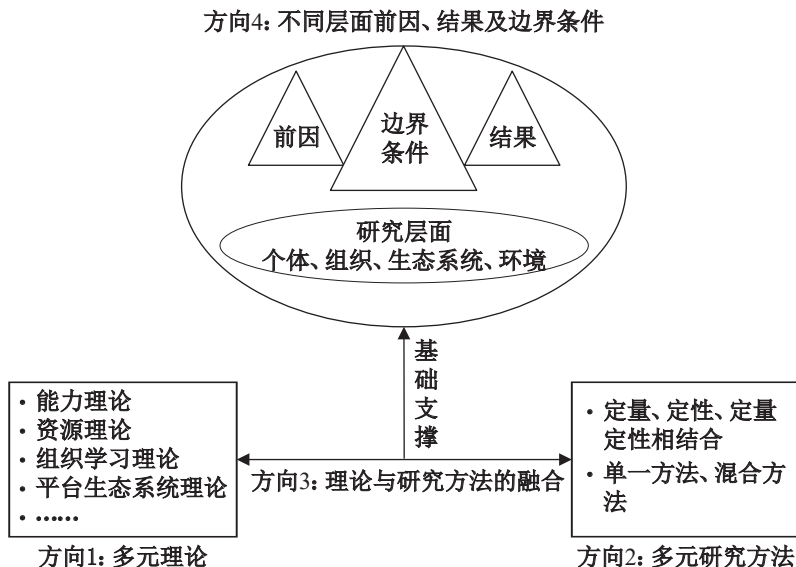 方向4：不同层面前因、结果及边界条件
前因
边界
条件
结果
研究层面
个体、组织、生态系统、环境
基
础
支
撑
· 能力理论
· 资源理论
· 组织学习理论
· 平台生态系统理论
· ……
方向3：理论与研究方法的融合
· 定量、定性、定量
定性相结合
· 单一方法、混合方
法
方向1：多元理论
方向2：多元研究方法